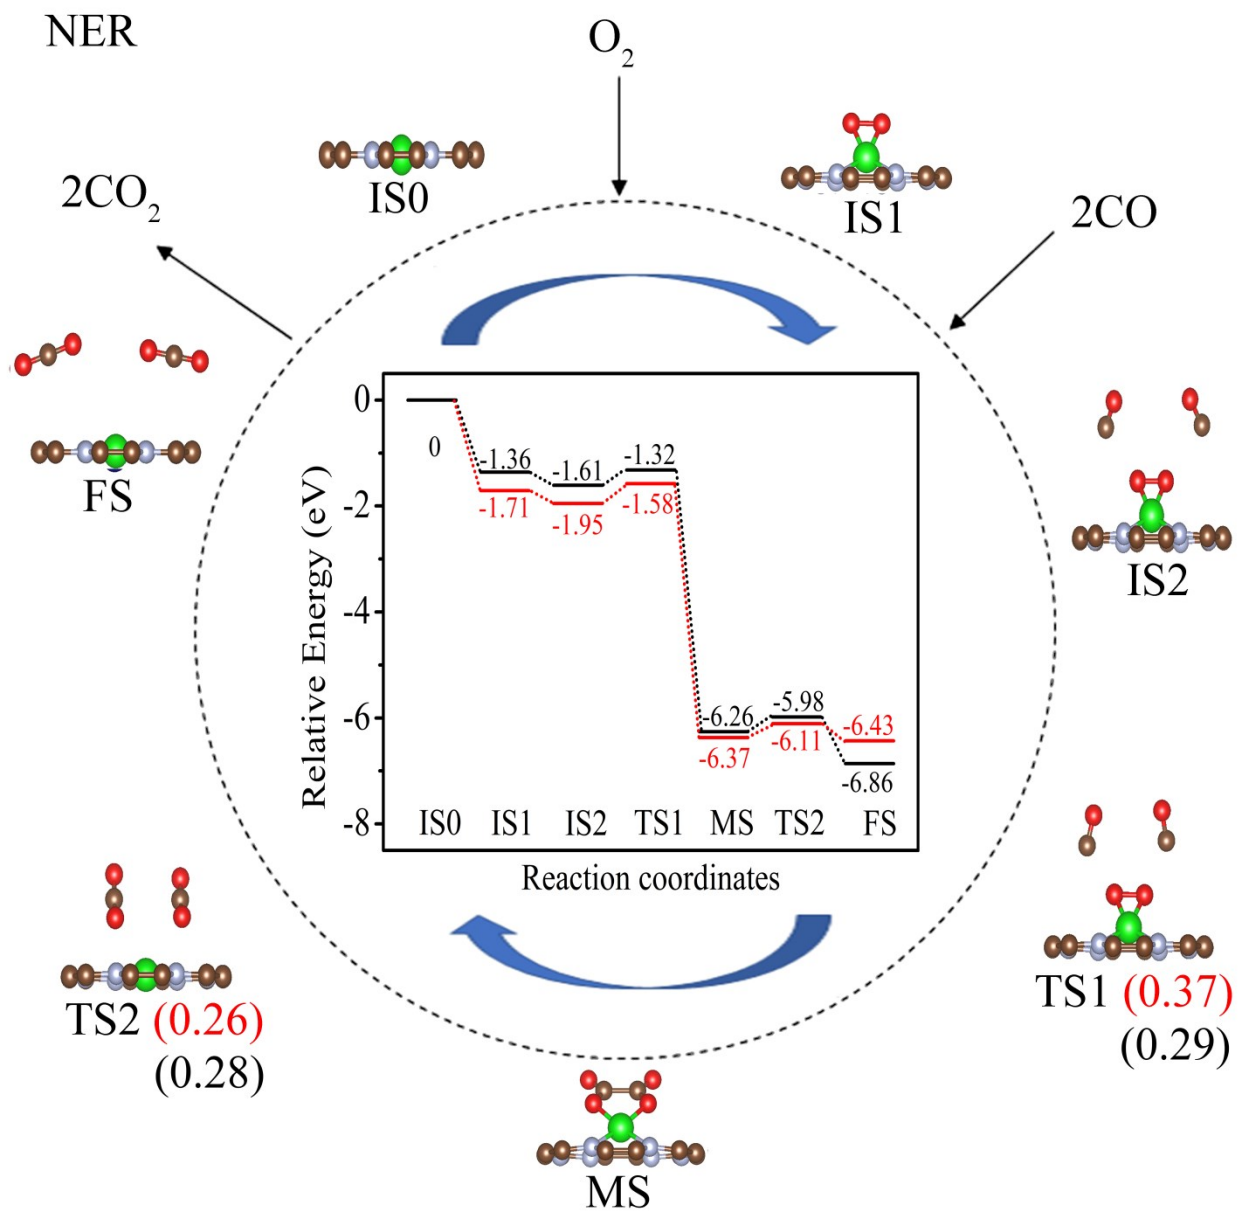 NER
O2
IS0
IS1
2CO2
2CO
FS
IS2
Relative Energy (eV)
0
-2
-4
-6
-8
0
-1.36
-1.61
-1.32
-1.71
-1.95
-1.58
-6.26
-5.98
-6.43
-6.37
-6.11
-6.86
IS0 IS1 IS2 TS1 MS TS2 FS
Reaction coordinates
TS2 (0.26)
(0.28)
TS1 (0.37)
(0.29)
MS